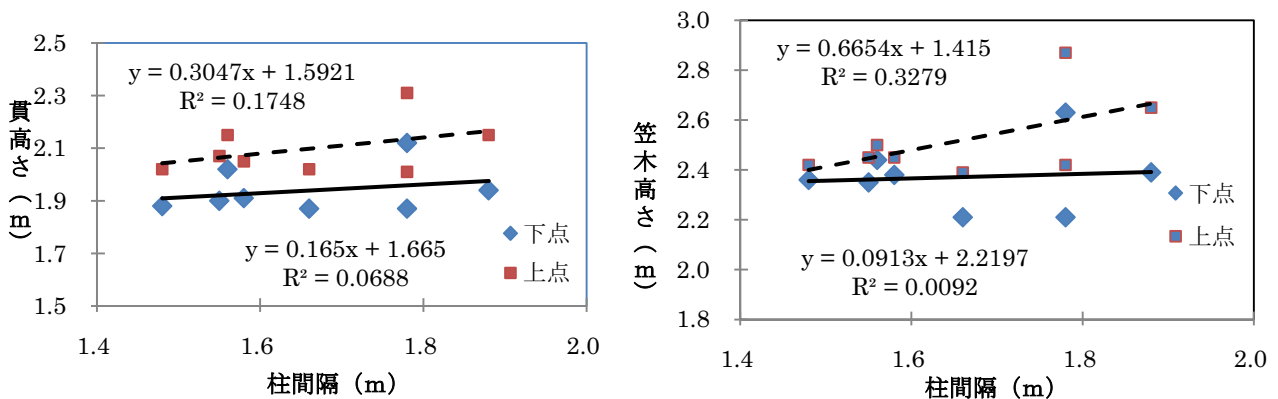 2.5
2.3
2.1
1.9
1.7
1.5
1.4
1.6
1.8
2.0
貫高さ(m)
柱間隔(m)
y = 0.3047x + 1.5921
R² = 0.1748
y = 0.165x + 1.665
R² = 0.0688
下点
上点
3.0
2.8
2.6
2.4
2.2
2.0
1.8
1.4
1.6
1.8
2.0
笠木高さ(m)
柱間隔(m)
y = 0.6654x + 1.415
R² = 0.3279
y = 0.0913x + 2.2197
R² = 0.0092
下点
上点